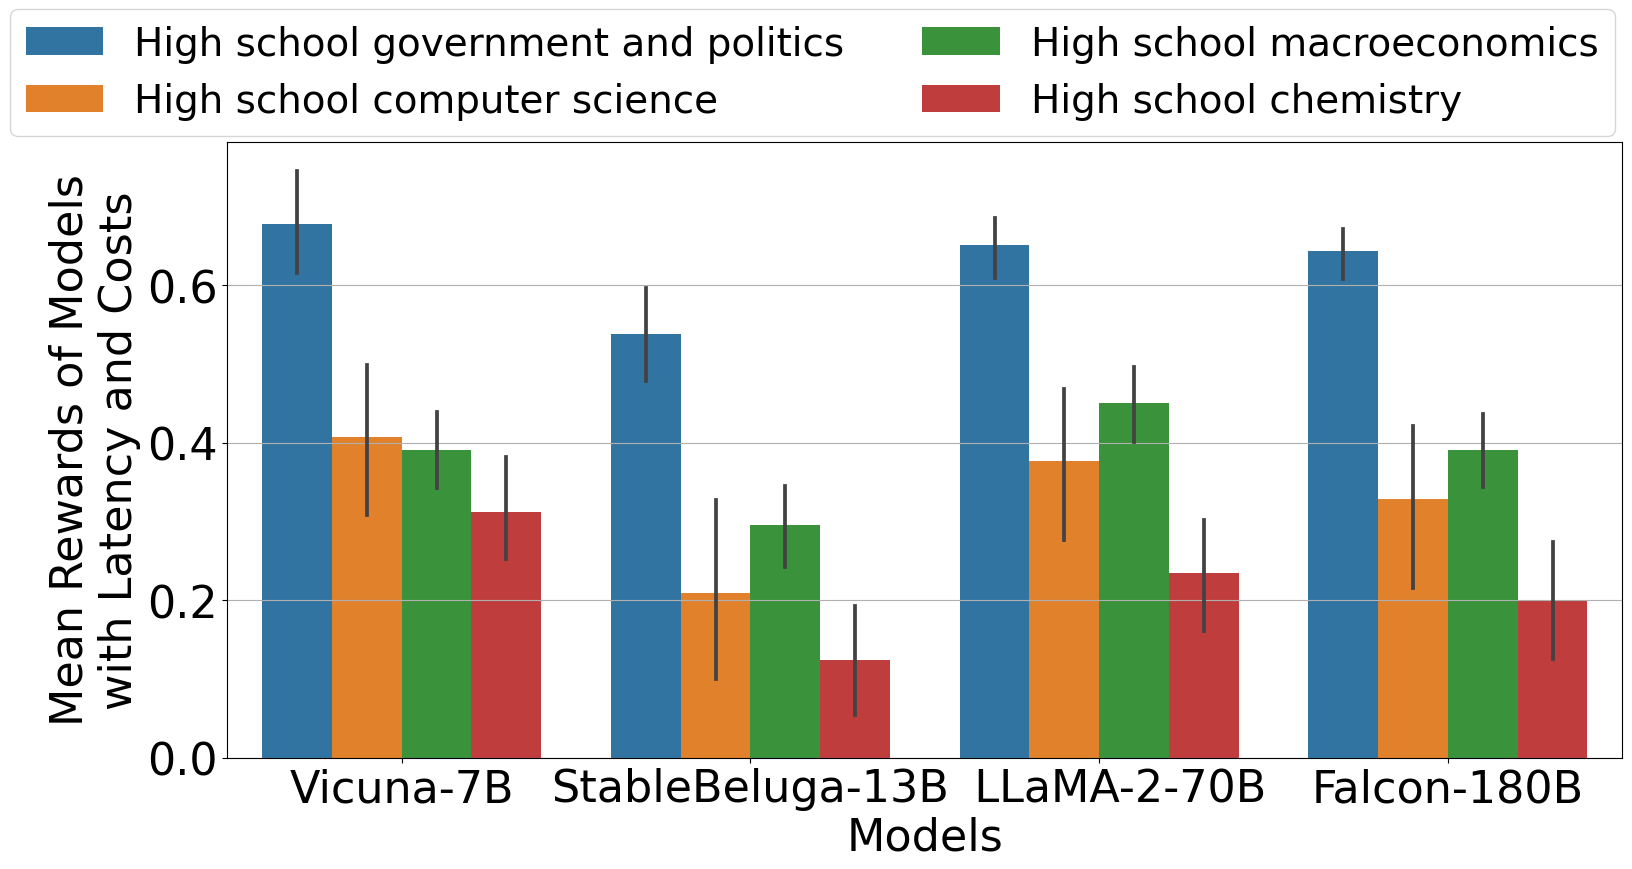 High school government and politics
High school computer science
High school macroeconomics
High school chemistry
Mean Rewards of Models
with Latency and Costs
0.6
0.4
0.2
0.0
Vicuna-7B
StableBeluga-13B
LLaMA-2-70B
Falcon-180B
Models